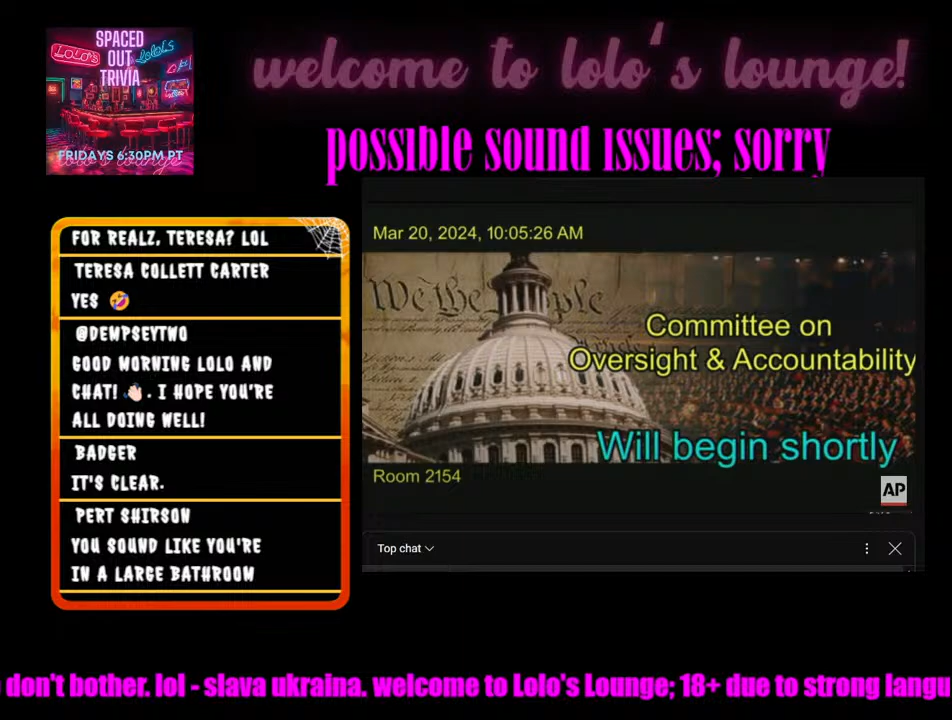 SPACED
OUT
TRIVIA
LOLO'S
LOLO'S
FRIDAYS 6:30PM PT
lolo's lounge
welcome to lolo's lounge!
possible sound issues; sorry
FOR REALZ, TERESA? LOL
TERESA COLLETT CARTER
YES 🤣
@DEMPSEYTWO
GOOD MORNING LOLO AND
CHAT! 👋🏻. I HOPE YOU'RE
ALL DOING WELL!
BADGER
IT'S CLEAR.
PERT SHIRSON
YOU SOUND LIKE YOU'RE
IN A LARGE BATHROOM
Mar 20, 2024, 10:05:26 AM
We the People
Committee on
Oversight & Accountability
Will begin shortly
Room 2154
AP
Top chat
don't bother. lol - slava ukraina. welcome to Lolo's Lounge; 18+ due to strong langu